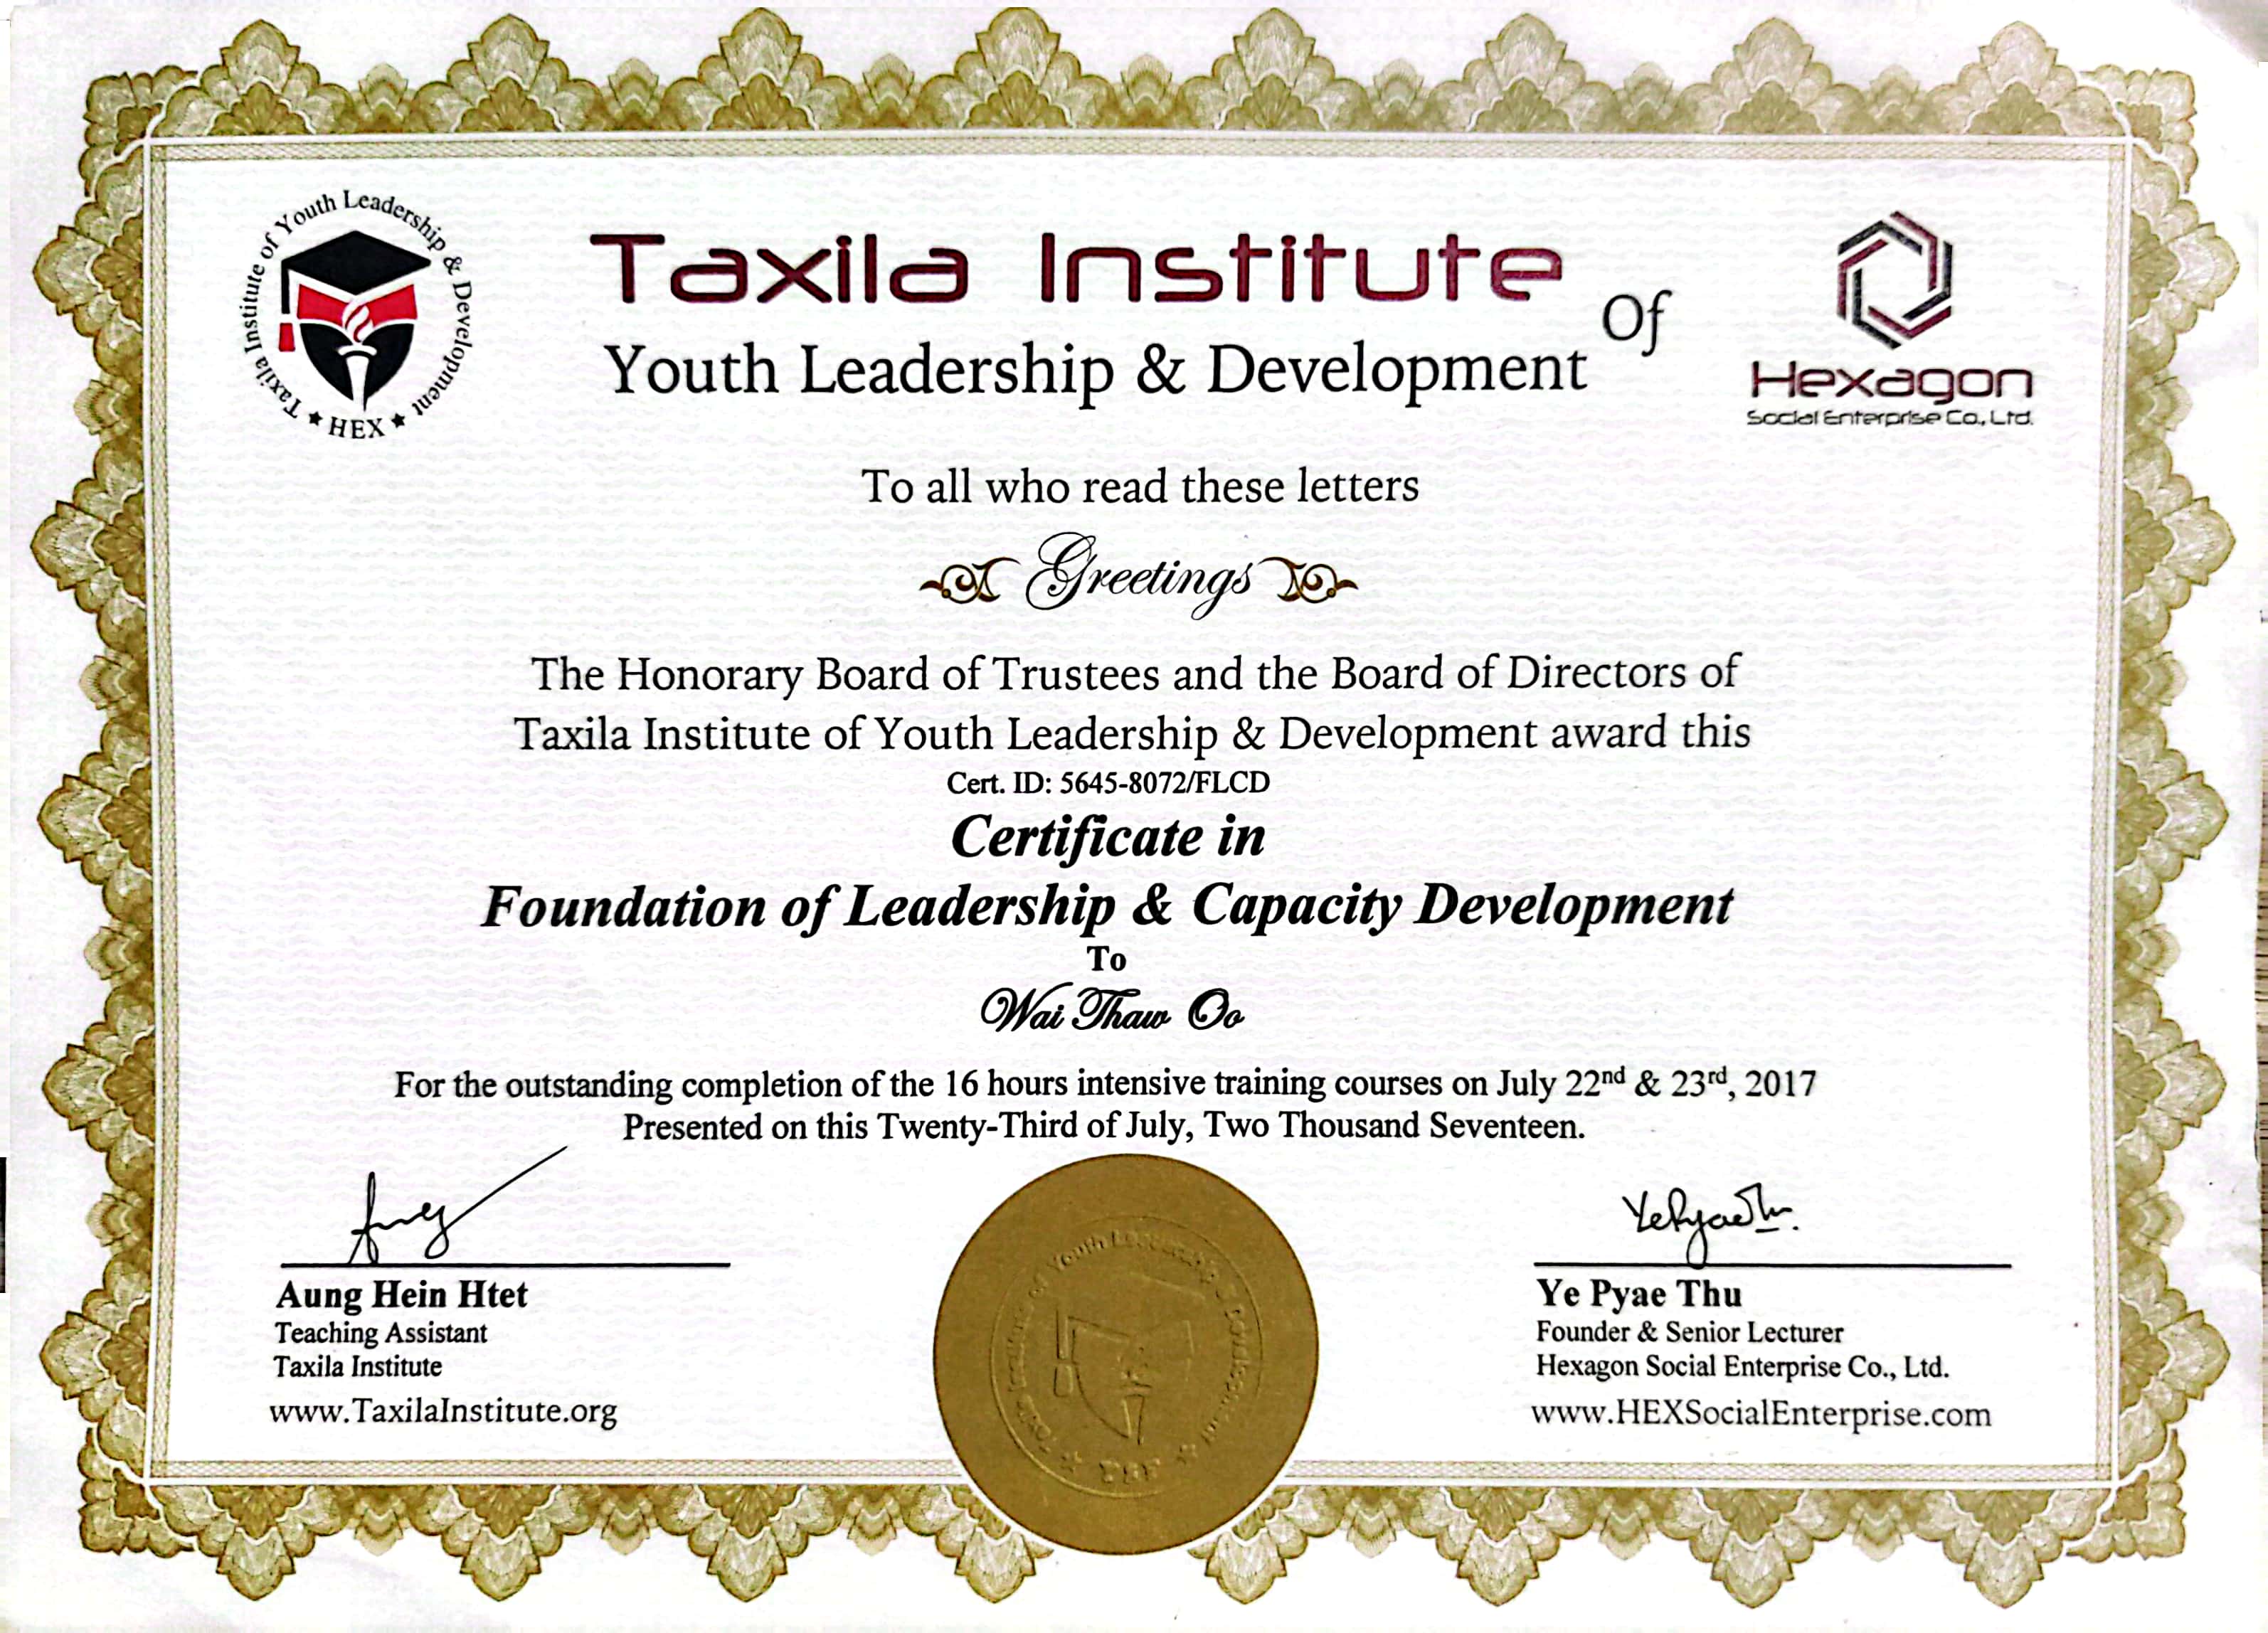 Taxila Institute of Youth Leadership & Development
★ HEX ★
Taxila Institute
Of
Youth Leadership & Development
Hexagon
Social Enterprise Co., Ltd.
To all who read these letters
Greetings
The Honorary Board of Trustees and the Board of Directors of
Taxila Institute of Youth Leadership & Development award this
Cert. ID: 5645-8072/FLCD
Certificate in
Foundation of Leadership & Capacity Development
To
Wai Thaw Oo
For the outstanding completion of the 16 hours intensive training courses on July 22nd & 23rd, 2017
Presented on this Twenty-Third of July, Two Thousand Seventeen.
Aung Hein Htet
Teaching Assistant
Taxila Institute
www.TaxilaInstitute.org
YePyaeThu
Ye Pyae Thu
Founder & Senior Lecturer
Hexagon Social Enterprise Co., Ltd.
www.HEXSocialEnterprise.com